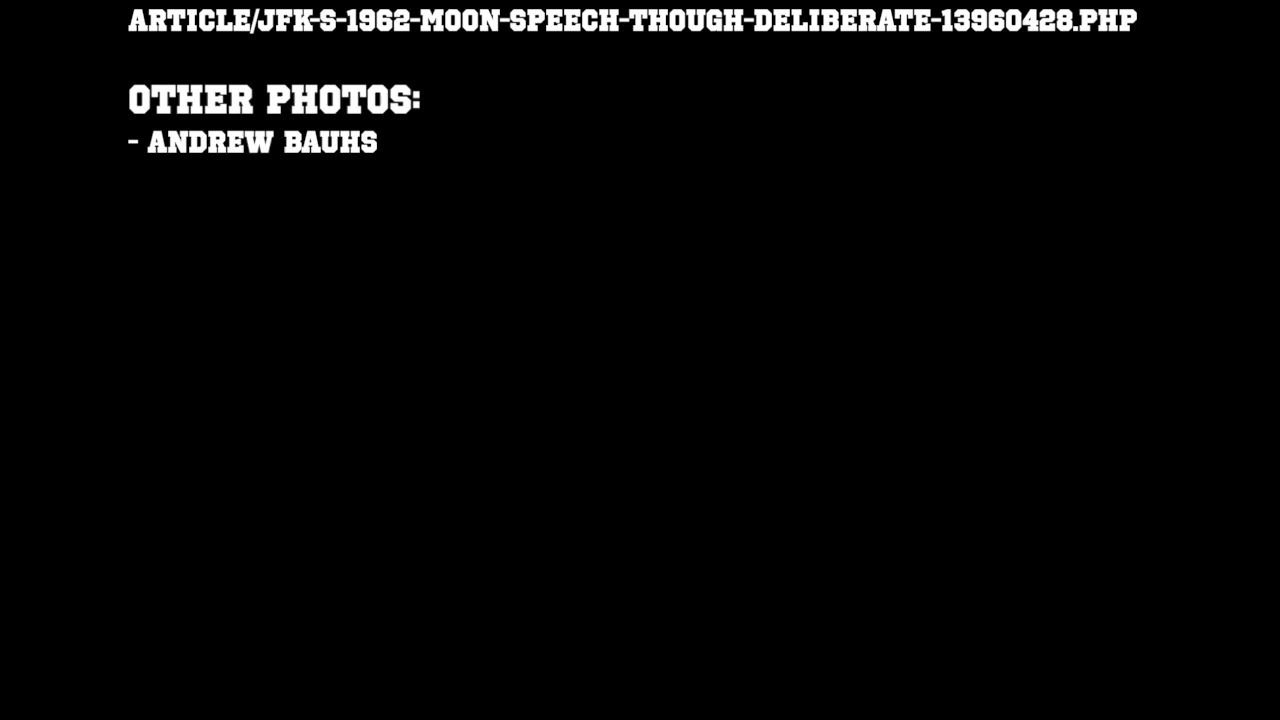 ARTICLE/JFK-S-1962-MOON-SPEECH-THOUGH-DELIBERATE-13960428.PHP
OTHER PHOTOS:
- ANDREW BAUHS